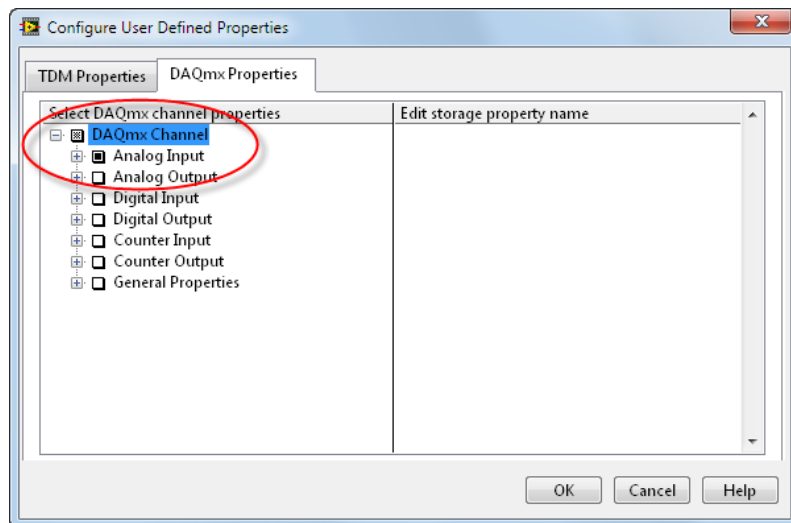 Configure User Defined Properties
TDM Properties
DAQmx Properties
Select DAQmx channel properties
Edit storage property name
DAQmx Channel
Analog Input
Analog Output
Digital Input
Digital Output
Counter Input
Counter Output
General Properties
OK
Cancel
Help